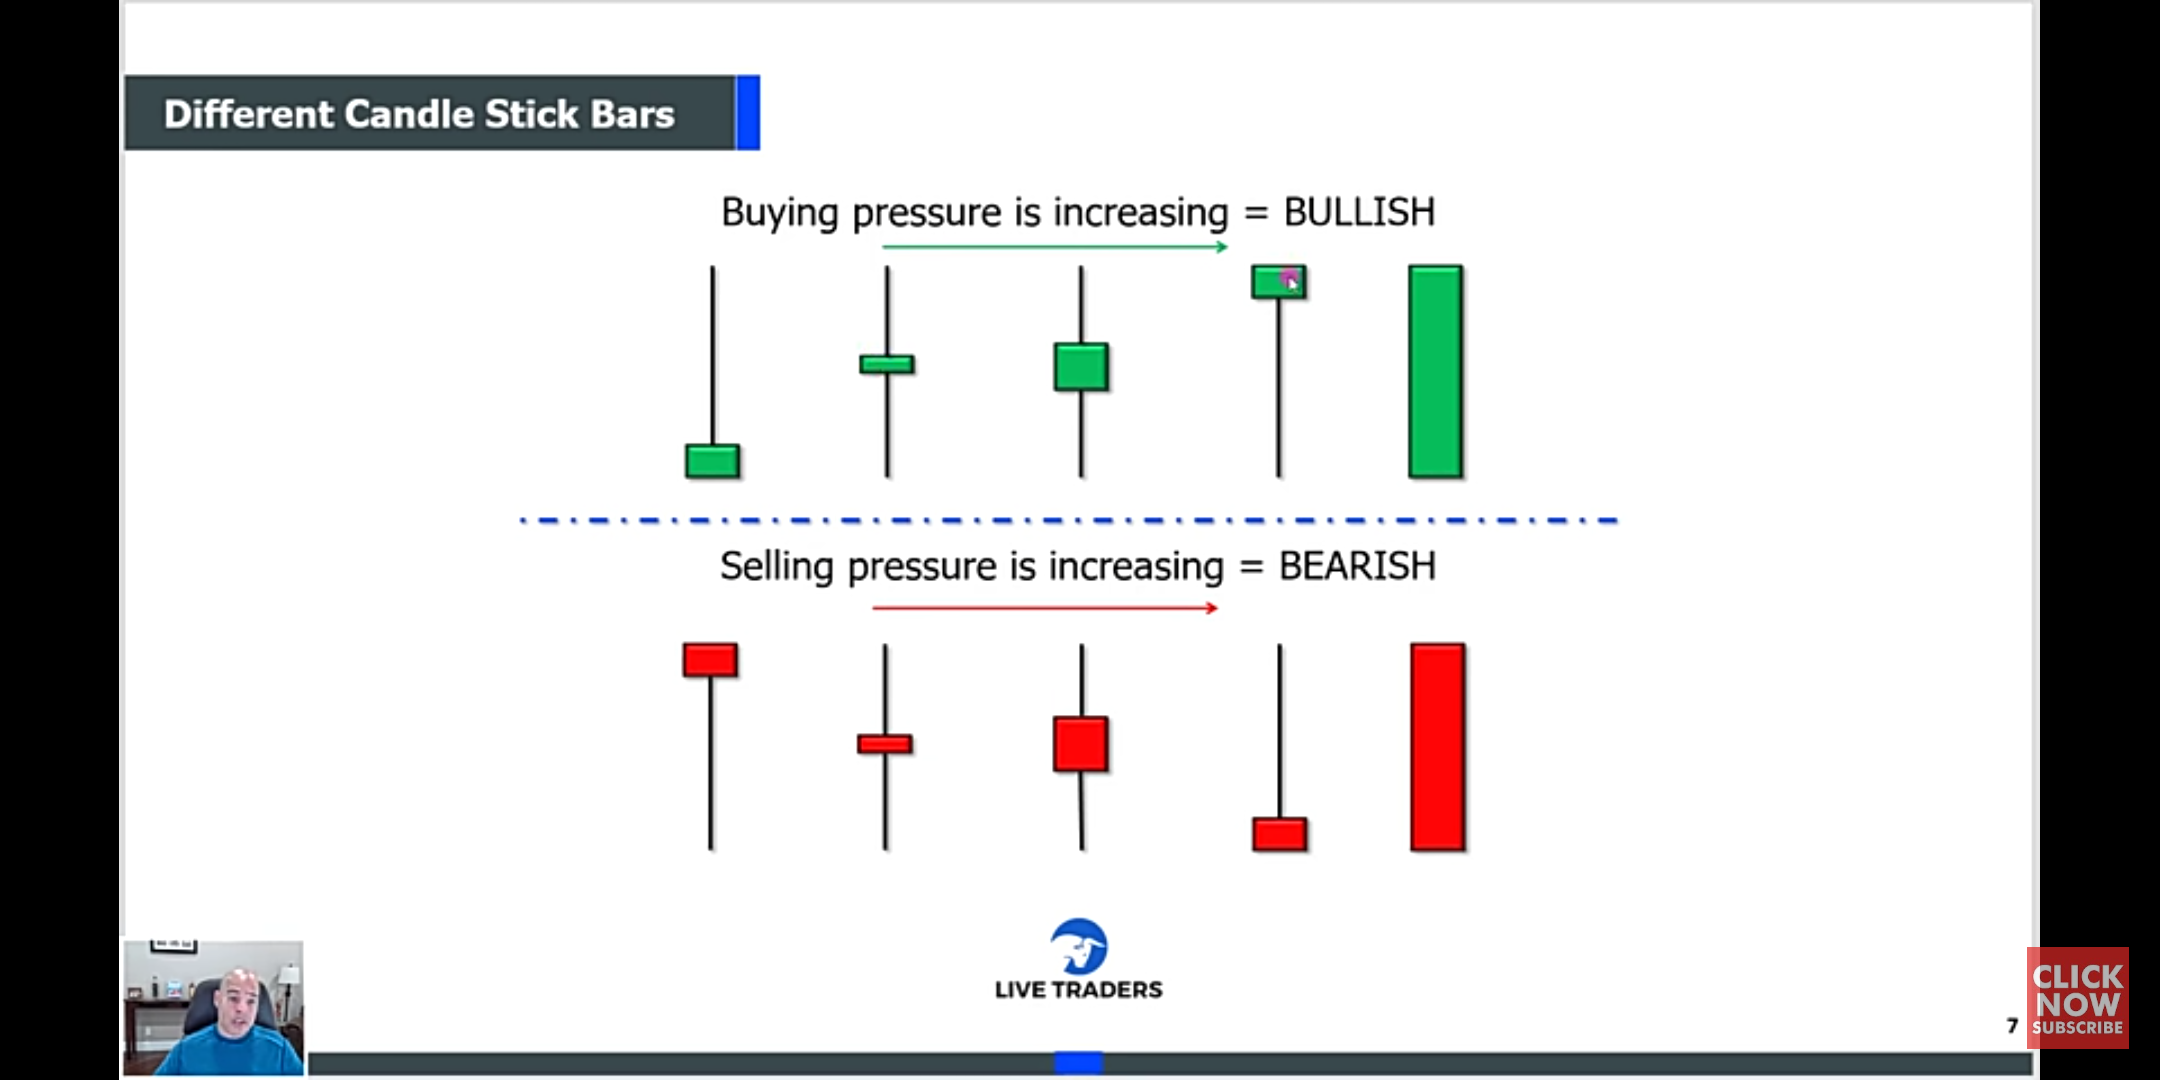 Different Candle Stick Bars
Buying pressure is increasing = BULLISH
Selling pressure is increasing = BEARISH
LIVE TRADERS
7
CLICK
NOW
SUBSCRIBE